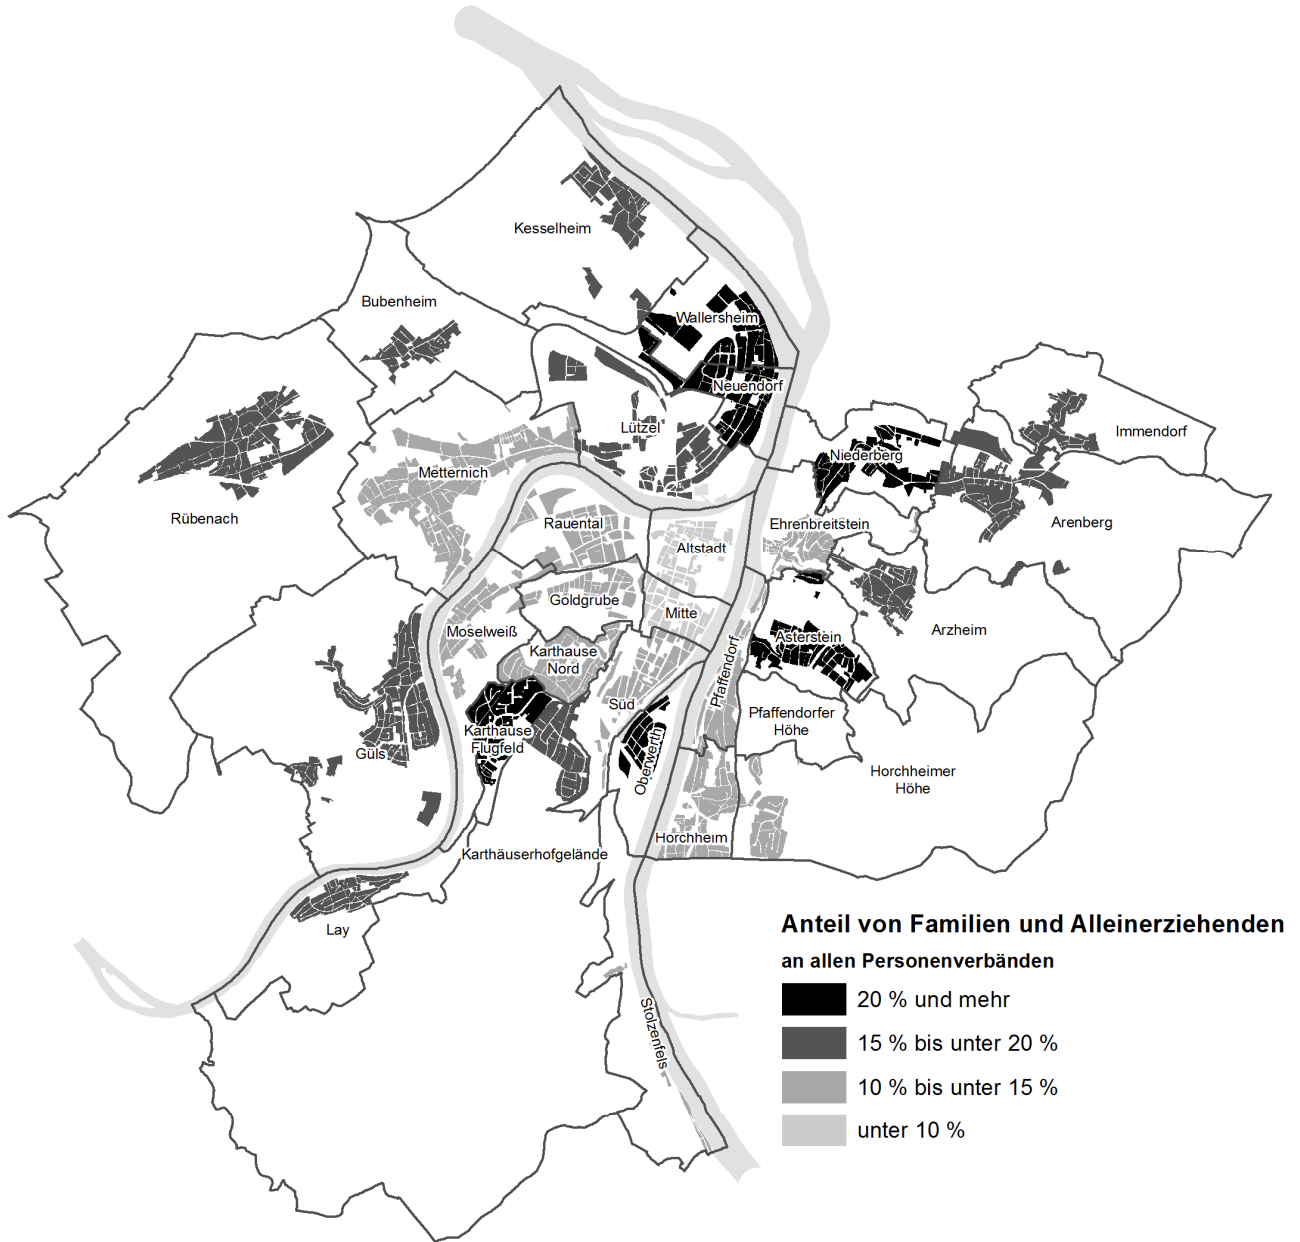 Kesselheim
Bubenheim
Wallersheim
Neuendorf
Lützel
Immendorf
Niederberg
Metternich
Rübenach
Rauental
Ehrenbreitstein
Arenberg
Altstadt
Goldgrube
Mitte
Moselweiß
Asterstein
Arzheim
Karthause
Nord
Pfaffendorf
Süd
Pfaffendorfer
Höhe
Karthause
Flugfeld
Güls
Oberwerth
Horchheimer
Höhe
Horchheim
Karthäuserhofgelände
Lay
Stolzenfels
Anteil von Familien und Alleinerziehenden
an allen Personenverbänden
20 % und mehr
15 % bis unter 20 %
10 % bis unter 15 %
unter 10 %